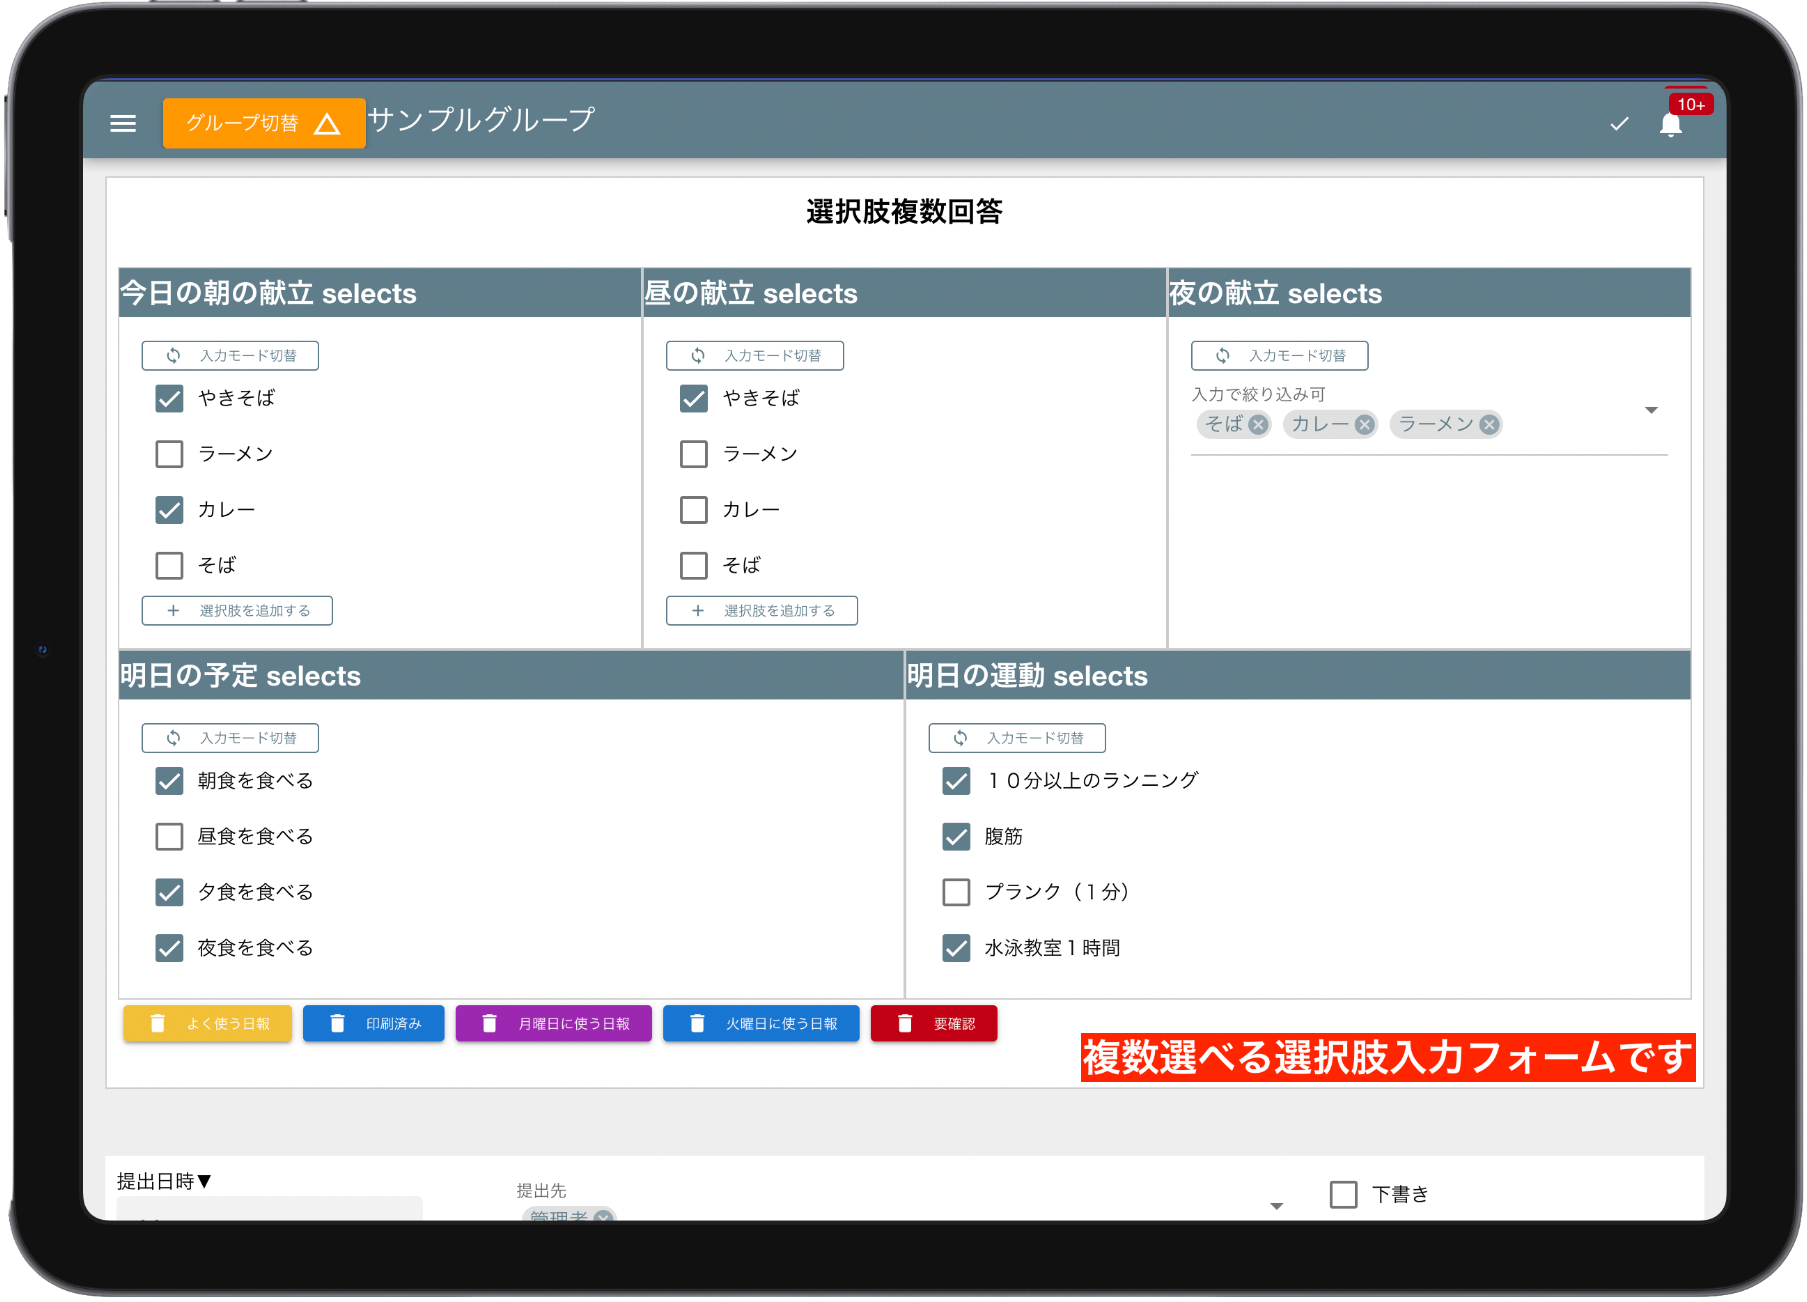 グループ切替 サンプルグループ 10+
選択肢複数回答
今日の朝の献立 selects
入力モード切替
やきそば
ラーメン
カレー
そば
選択肢を追加する
昼の献立 selects
入力モード切替
やきそば
ラーメン
カレー
そば
選択肢を追加する
夜の献立 selects
入力モード切替
入力で絞り込み可
そば カレー ラーメン
明日の予定 selects
入力モード切替
朝食を食べる
昼食を食べる
夕食を食べる
夜食を食べる
明日の運動 selects
入力モード切替
１０分以上のランニング
腹筋
プランク（１分）
水泳教室１時間
よく使う日報 印刷済み 月曜日に使う日報 火曜日に使う日報 要確認
複数選べる選択肢入力フォームです
提出日時▼
提出先
管理者
下書き